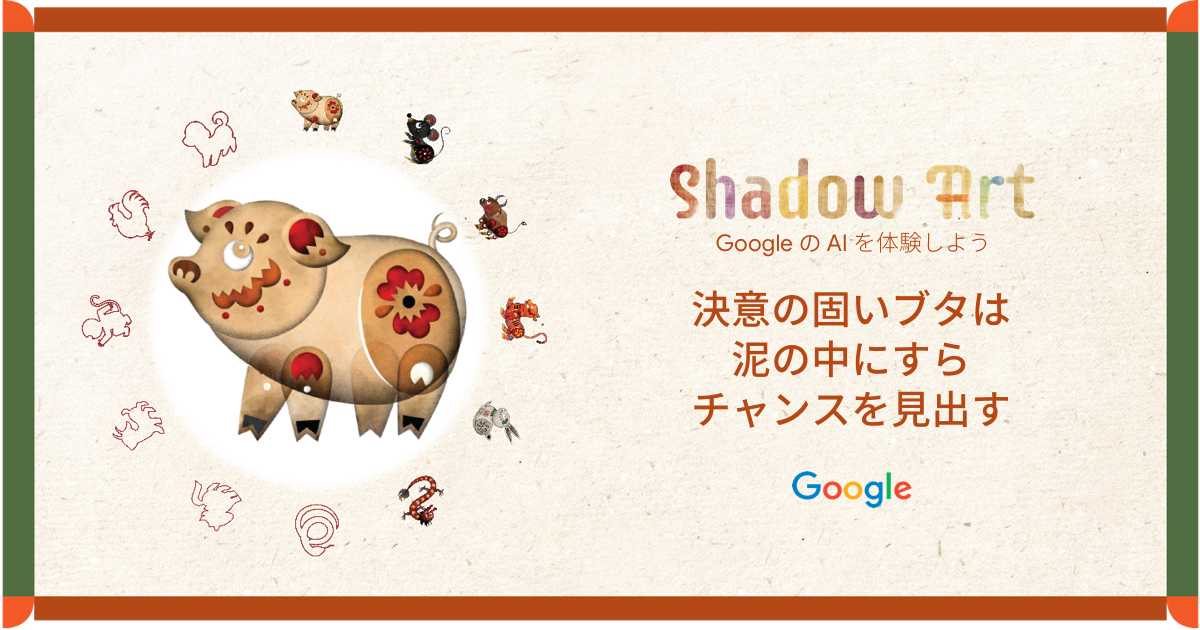 Shadow Art
Google の AI を体験しよう
決意の固いブタは
泥の中にすら
チャンスを見出す
Google